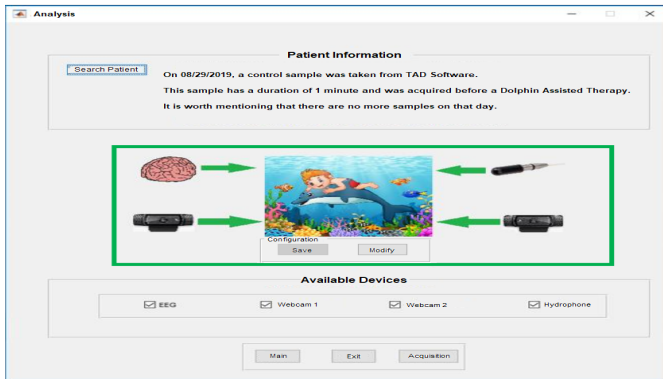 Analysis
Patient Information
Search Patient
On 08/29/2019, a control sample was taken from TAD Software.
This sample has a duration of 1 minute and was acquired before a Dolphin Assisted Therapy.
It is worth mentioning that there are no more samples on that day.
Configuration
Save Modify
Available Devices
EEG Webcam 1 Webcam 2 Hydrophone
Main Exit Acquisition